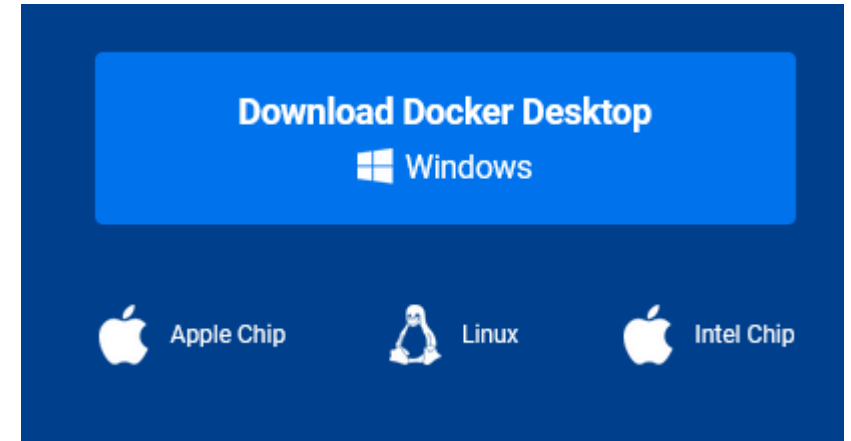 Download Docker Desktop
Windows
Apple Chip
Linux
Intel Chip